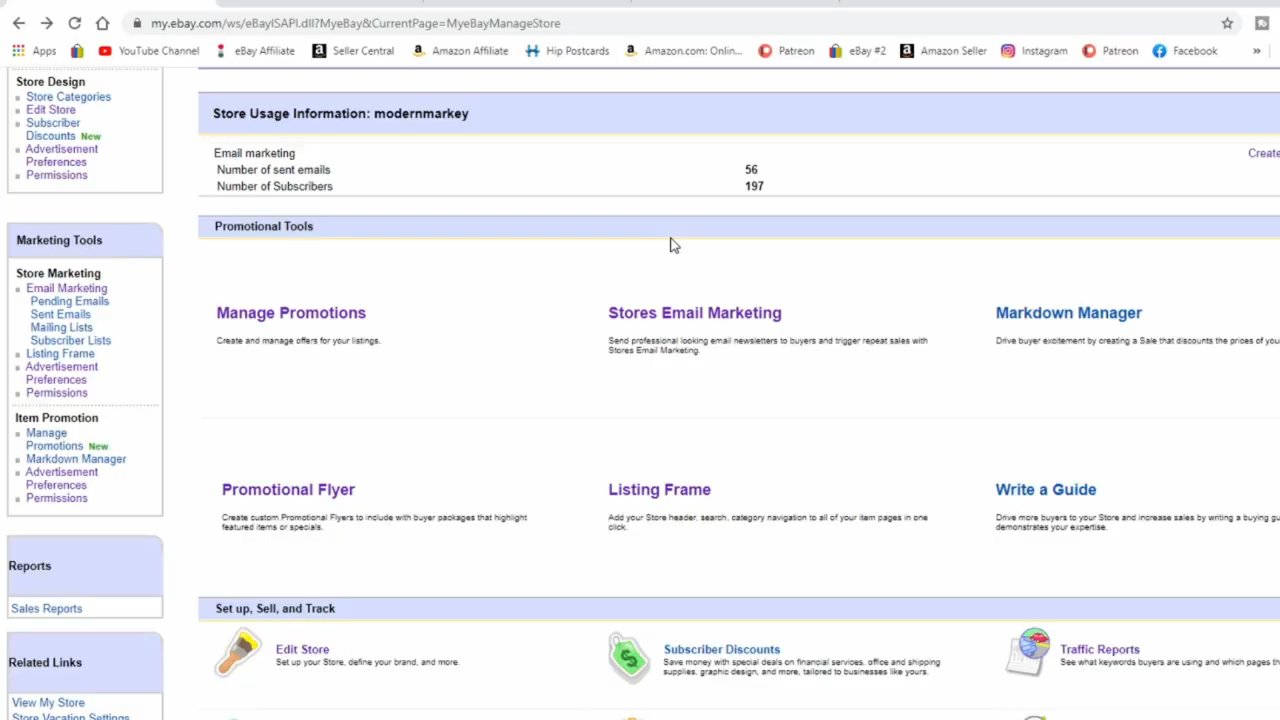 my.ebay.com/ws/eBayISAPI.dll?MyeBay&CurrentPage=MyeBayManageStore
Apps
YouTube Channel
eBay Affiliate
Seller Central
Amazon Affiliate
Hip Postcards
Amazon.com: Onlin...
Patreon
eBay #2
Amazon Seller
Instagram
Patreon
Facebook
»
Store Design
Store Categories
Edit Store
Subscriber
Discounts New
Advertisement
Preferences
Permissions
Marketing Tools
Store Marketing
Email Marketing
Pending Emails
Sent Emails
Mailing Lists
Subscriber Lists
Listing Frame
Advertisement
Preferences
Permissions
Item Promotion
Manage
Promotions New
Markdown Manager
Advertisement
Preferences
Permissions
Reports
Sales Reports
Related Links
View My Store
Store Vacation Settings
Store Usage Information: modernmarkey
Email marketing
Create
Number of sent emails 56
Number of Subscribers 197
Promotional Tools
Manage Promotions
Create and manage offers for your listings.
Stores Email Marketing
Send professional looking email newsletters to buyers and trigger repeat sales with
Stores Email Marketing.
Markdown Manager
Drive buyer excitement by creating a Sale that discounts the prices of you
Promotional Flyer
Create custom Promotional Flyers to include with buyer packages that highlight
featured items or specials.
Listing Frame
Add your Store header, search, category navigation to all of your item pages in one
click.
Write a Guide
Drive more buyers to your Store and increase sales by writing a buying gu
demonstrates your expertise.
Set up, Sell, and Track
Edit Store
Set up your Store, define your brand, and more.
Subscriber Discounts
Save money with special deals on financial services, office and shipping
supplies, graphic design, and more, tailored to businesses like yours.
Traffic Reports
See what keywords buyers are using and which pages th